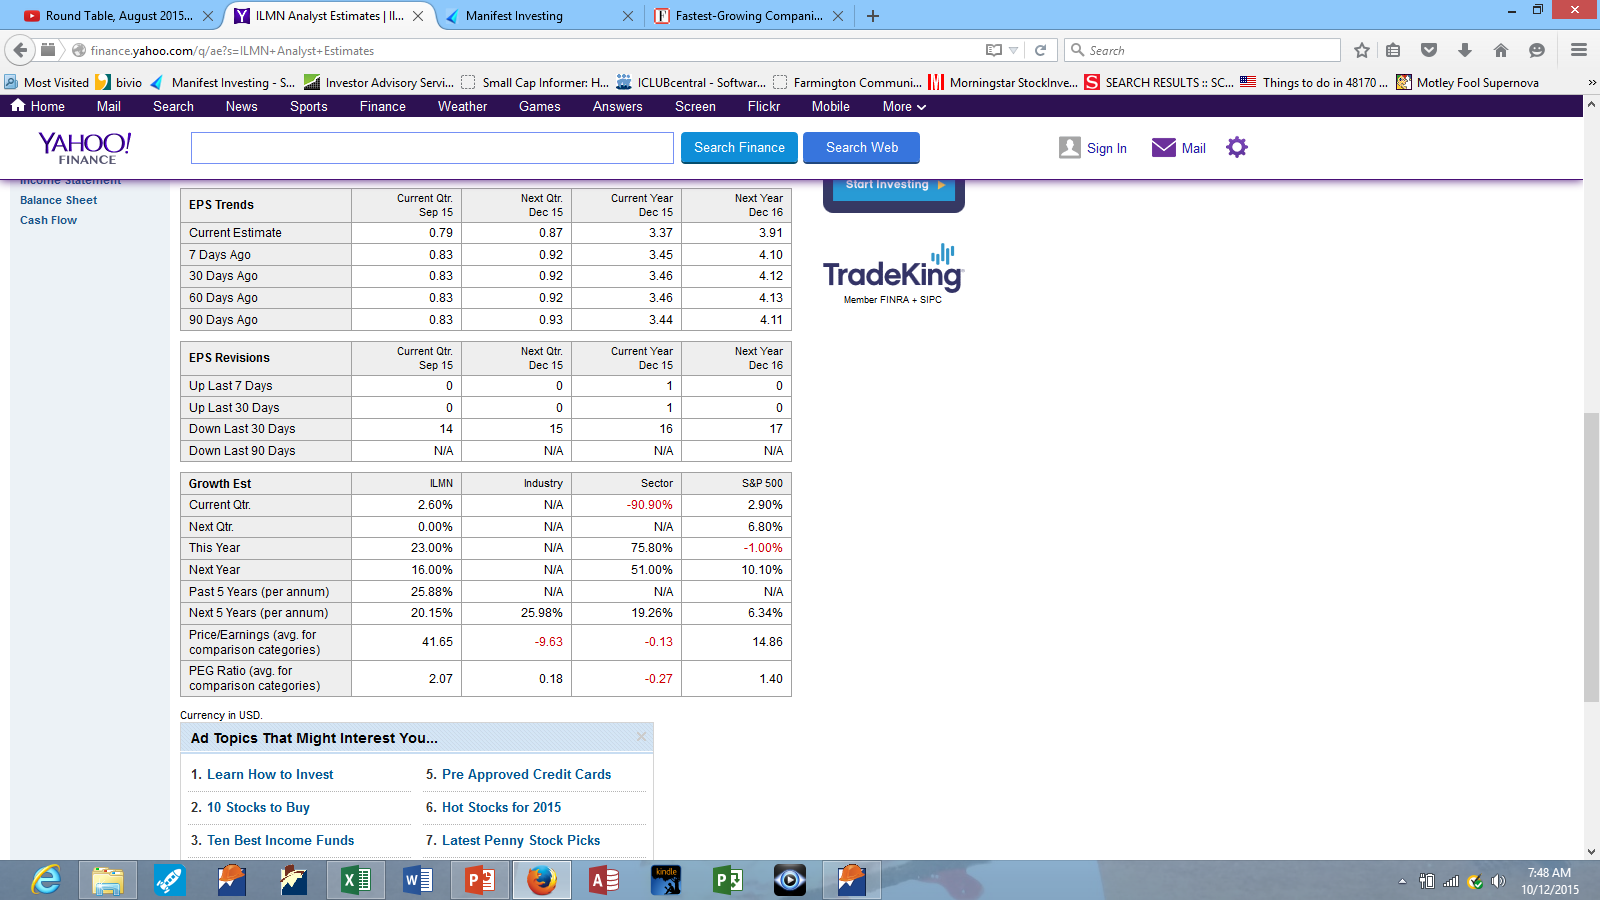 Round Table, August 2015...
ILMN Analyst Estimates | Il...
Manifest Investing
Fastest-Growing Compani...
finance.yahoo.com/q/ae?s=ILMN+Analyst+Estimates
Search
Most Visited
bivio
Manifest Investing - S...
Investor Advisory Servi...
Small Cap Informer: H...
ICLUBcentral - Softwar...
Farmington Communi...
Morningstar StockInve...
SEARCH RESULTS :: SC...
Things to do in 48170 ...
Motley Fool Supernova
Home Mail Search News Sports Finance Weather Games Answers Screen Flickr Mobile More
YAHOO!
FINANCE
Search Finance
Search Web
Sign In
Mail
Income Statement
Balance Sheet
Cash Flow
Start Investing
TradeKing
Member FINRA + SIPC
EPS Trends Current Qtr. Next Qtr. Current Year Next Year
Sep 15 Dec 15 Dec 15 Dec 16
Current Estimate 0.79 0.87 3.37 3.91
7 Days Ago 0.83 0.92 3.45 4.10
30 Days Ago 0.83 0.92 3.46 4.12
60 Days Ago 0.83 0.92 3.46 4.13
90 Days Ago 0.83 0.93 3.44 4.11
EPS Revisions Current Qtr. Next Qtr. Current Year Next Year
Sep 15 Dec 15 Dec 15 Dec 16
Up Last 7 Days 0 0 1 0
Up Last 30 Days 0 0 1 0
Down Last 30 Days 14 15 16 17
Down Last 90 Days N/A N/A N/A N/A
Growth Est ILMN Industry Sector S&P 500
Current Qtr. 2.60% N/A -90.90% 2.90%
Next Qtr. 0.00% N/A N/A 6.80%
This Year 23.00% N/A 75.80% -1.00%
Next Year 16.00% N/A 51.00% 10.10%
Past 5 Years (per annum) 25.88% N/A N/A N/A
Next 5 Years (per annum) 20.15% 25.98% 19.26% 6.34%
Price/Earnings (avg. for
comparison categories) 41.65 -9.63 -0.13 14.86
PEG Ratio (avg. for
comparison categories) 2.07 0.18 -0.27 1.40
Currency in USD.
Ad Topics That Might Interest You...
1. Learn How to Invest
2. 10 Stocks to Buy
3. Ten Best Income Funds
5. Pre Approved Credit Cards
6. Hot Stocks for 2015
7. Latest Penny Stock Picks
kindle
7:48 AM
10/12/2015